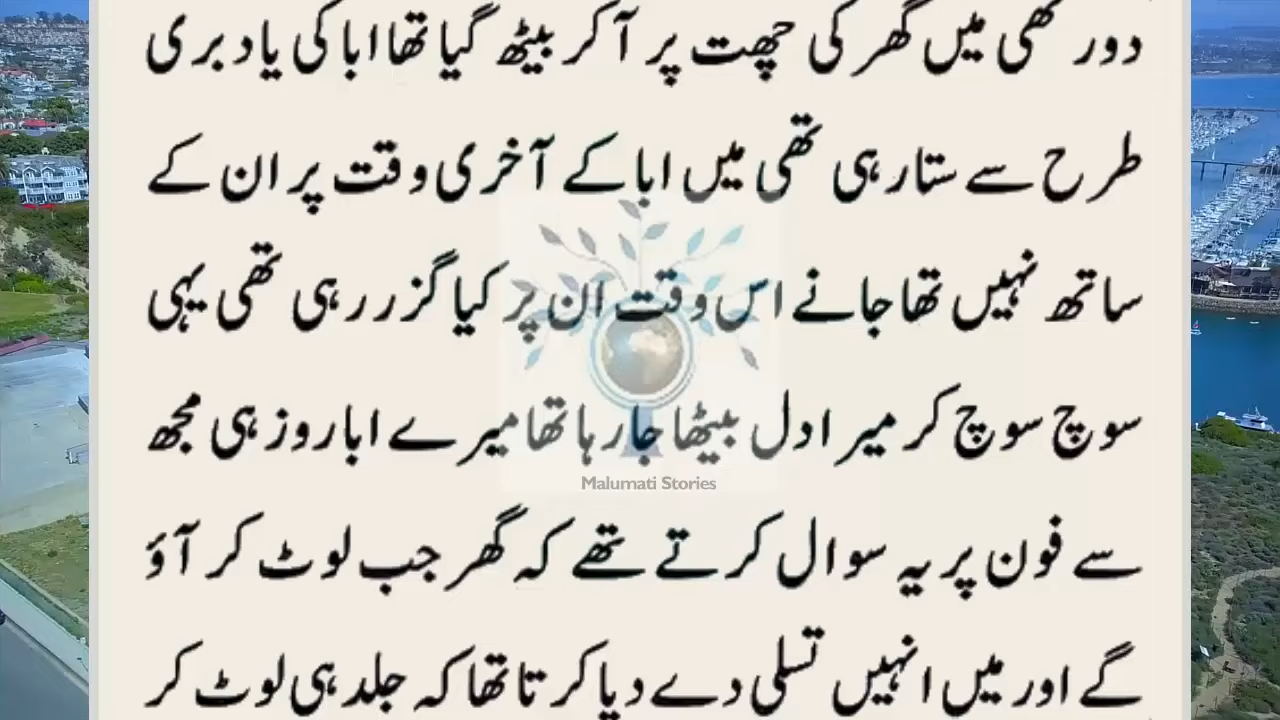 دور تھی میں گھر کی چھت پر آ کر بیٹھ گیا تھا ابا کی یاد بری
طرح سے ستا رہی تھی میں ابا کے آخری وقت پر ان کے
ساتھ نہیں تھا جانے اس وقت ان پر کیا گزر رہی تھی یہی
سوچ سوچ کر میرا دل بیٹھا جا رہا تھا میرے ابا روز ہی مجھ
Malumati Stories
سے فون پر یہ سوال کرتے تھے کہ گھر جب لوٹ کر آؤ
گے اور میں انہیں تسلی دے دیا کرتا تھا کہ جلد ہی لوٹ کر